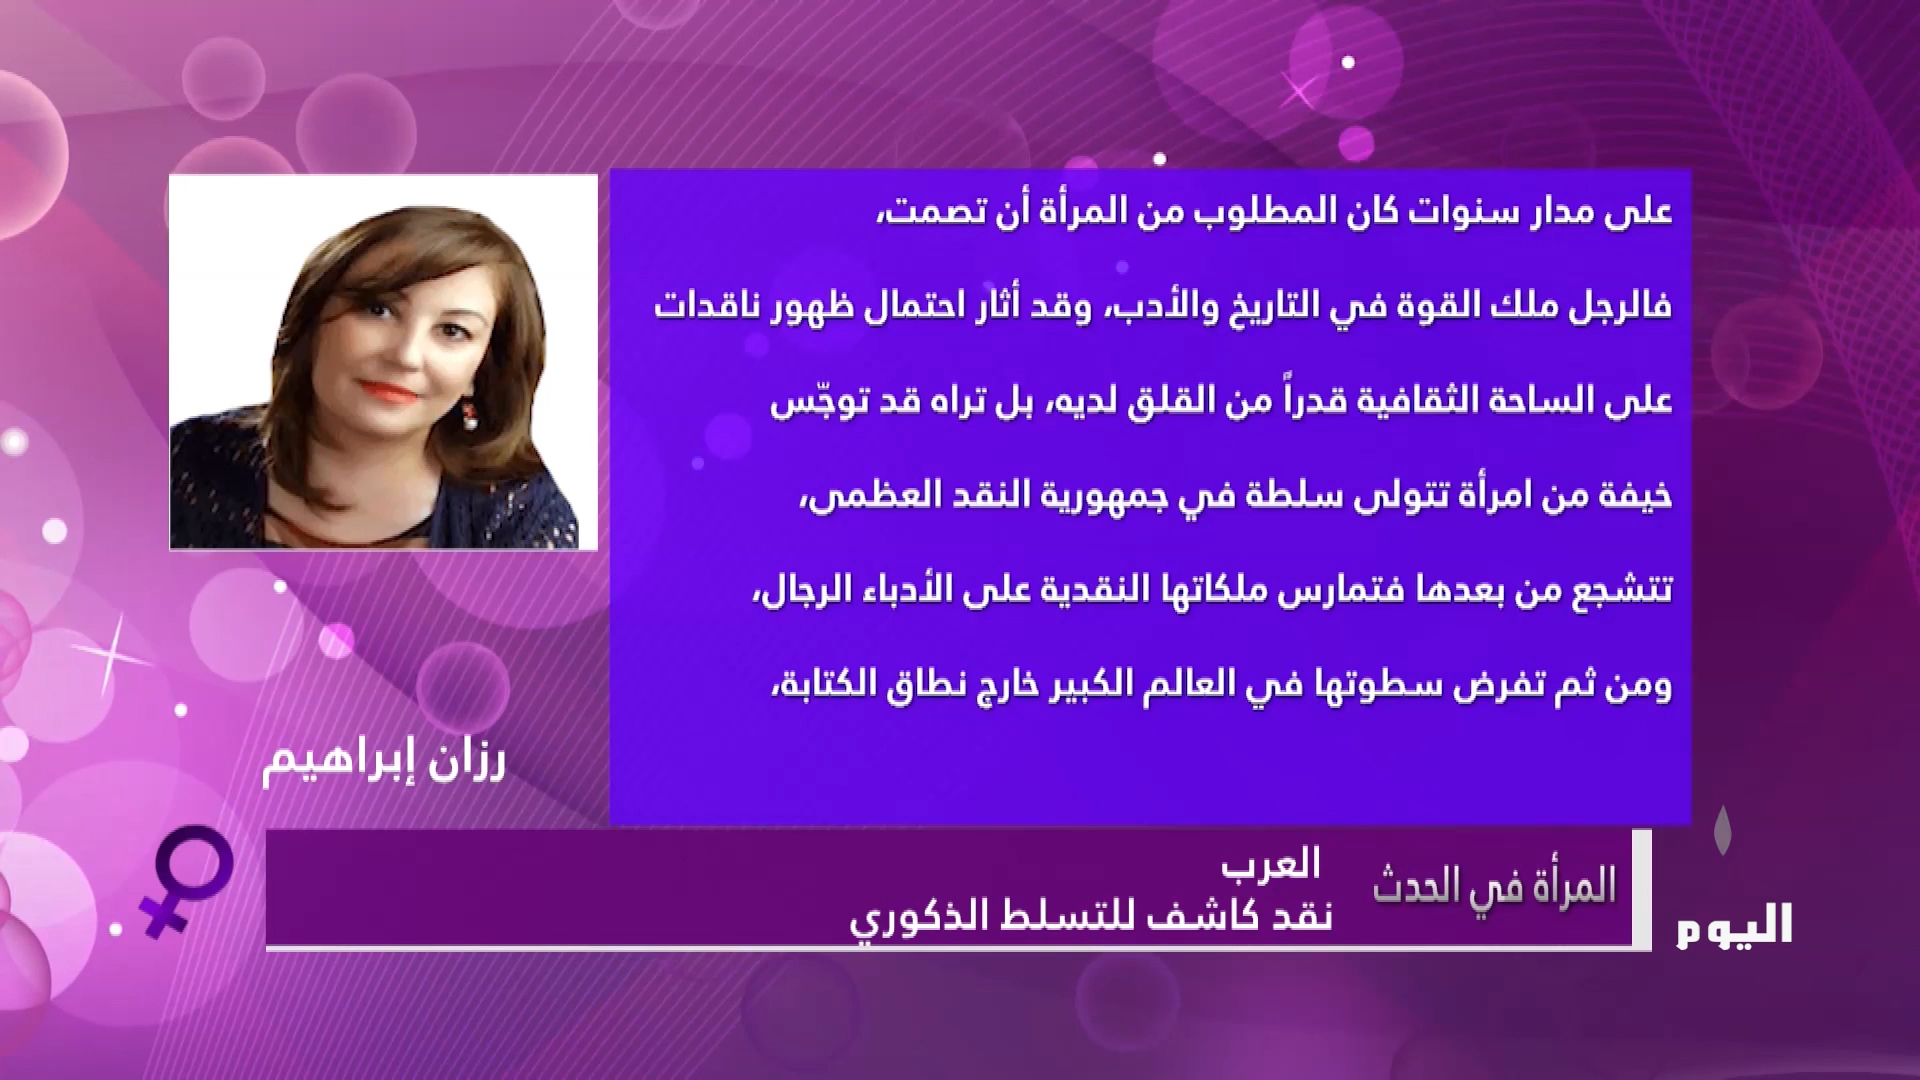 على مدار سنوات كان المطلوب من المرأة أن تصمت،
فالرجل ملك القوة في التاريخ والأدب، وقد أثار احتمال ظهور ناقدات
على الساحة الثقافية قدراً من القلق لديه، بل تراه قد توجّس
خيفة من امرأة تتولى سلطة في جمهورية النقد العظمى،
تتشجع من بعدها فتمارس ملكاتها النقدية على الأدباء الرجال،
ومن ثم تفرض سطوتها في العالم الكبير خارج نطاق الكتابة،
رزان إبراهيم
المرأة في الحدث
العرب
نقد كاشف للتسلط الذكوري
اليوم